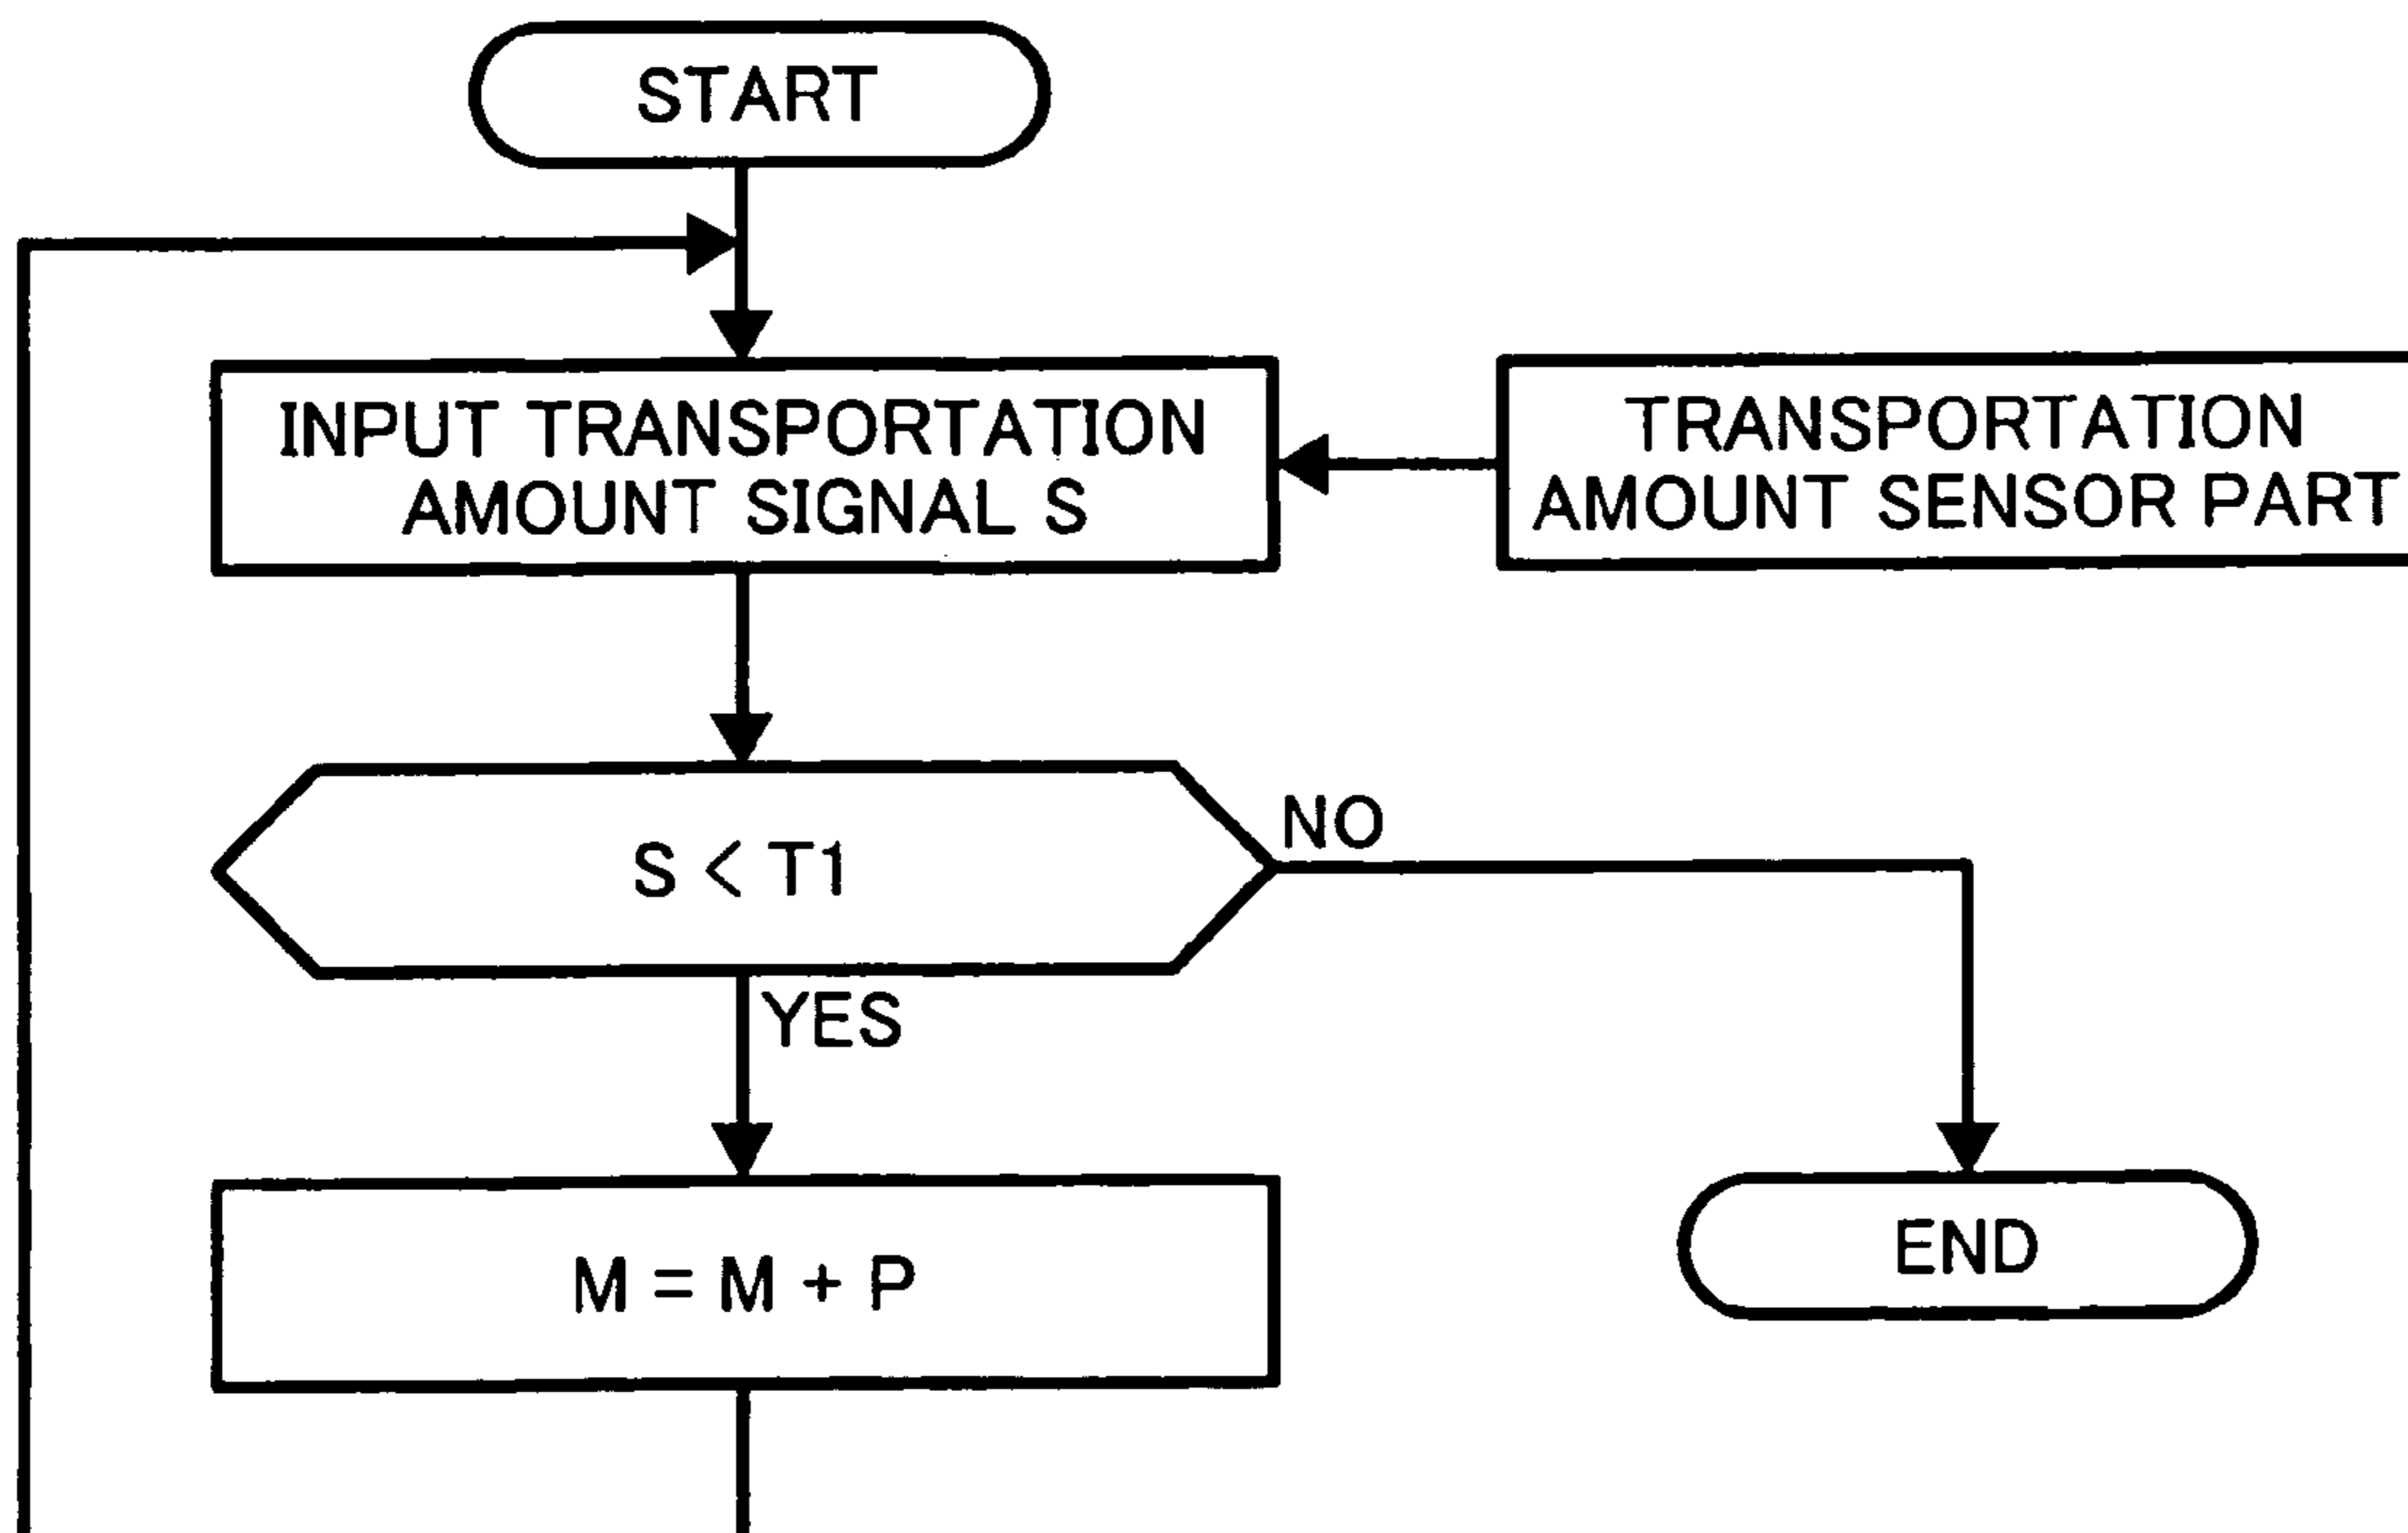 START
INPUT TRANSPORTATION
AMOUNT SIGNAL S
TRANSPORTATION
AMOUNT SENSOR PART
S < T1
NO
YES
M = M + P
END